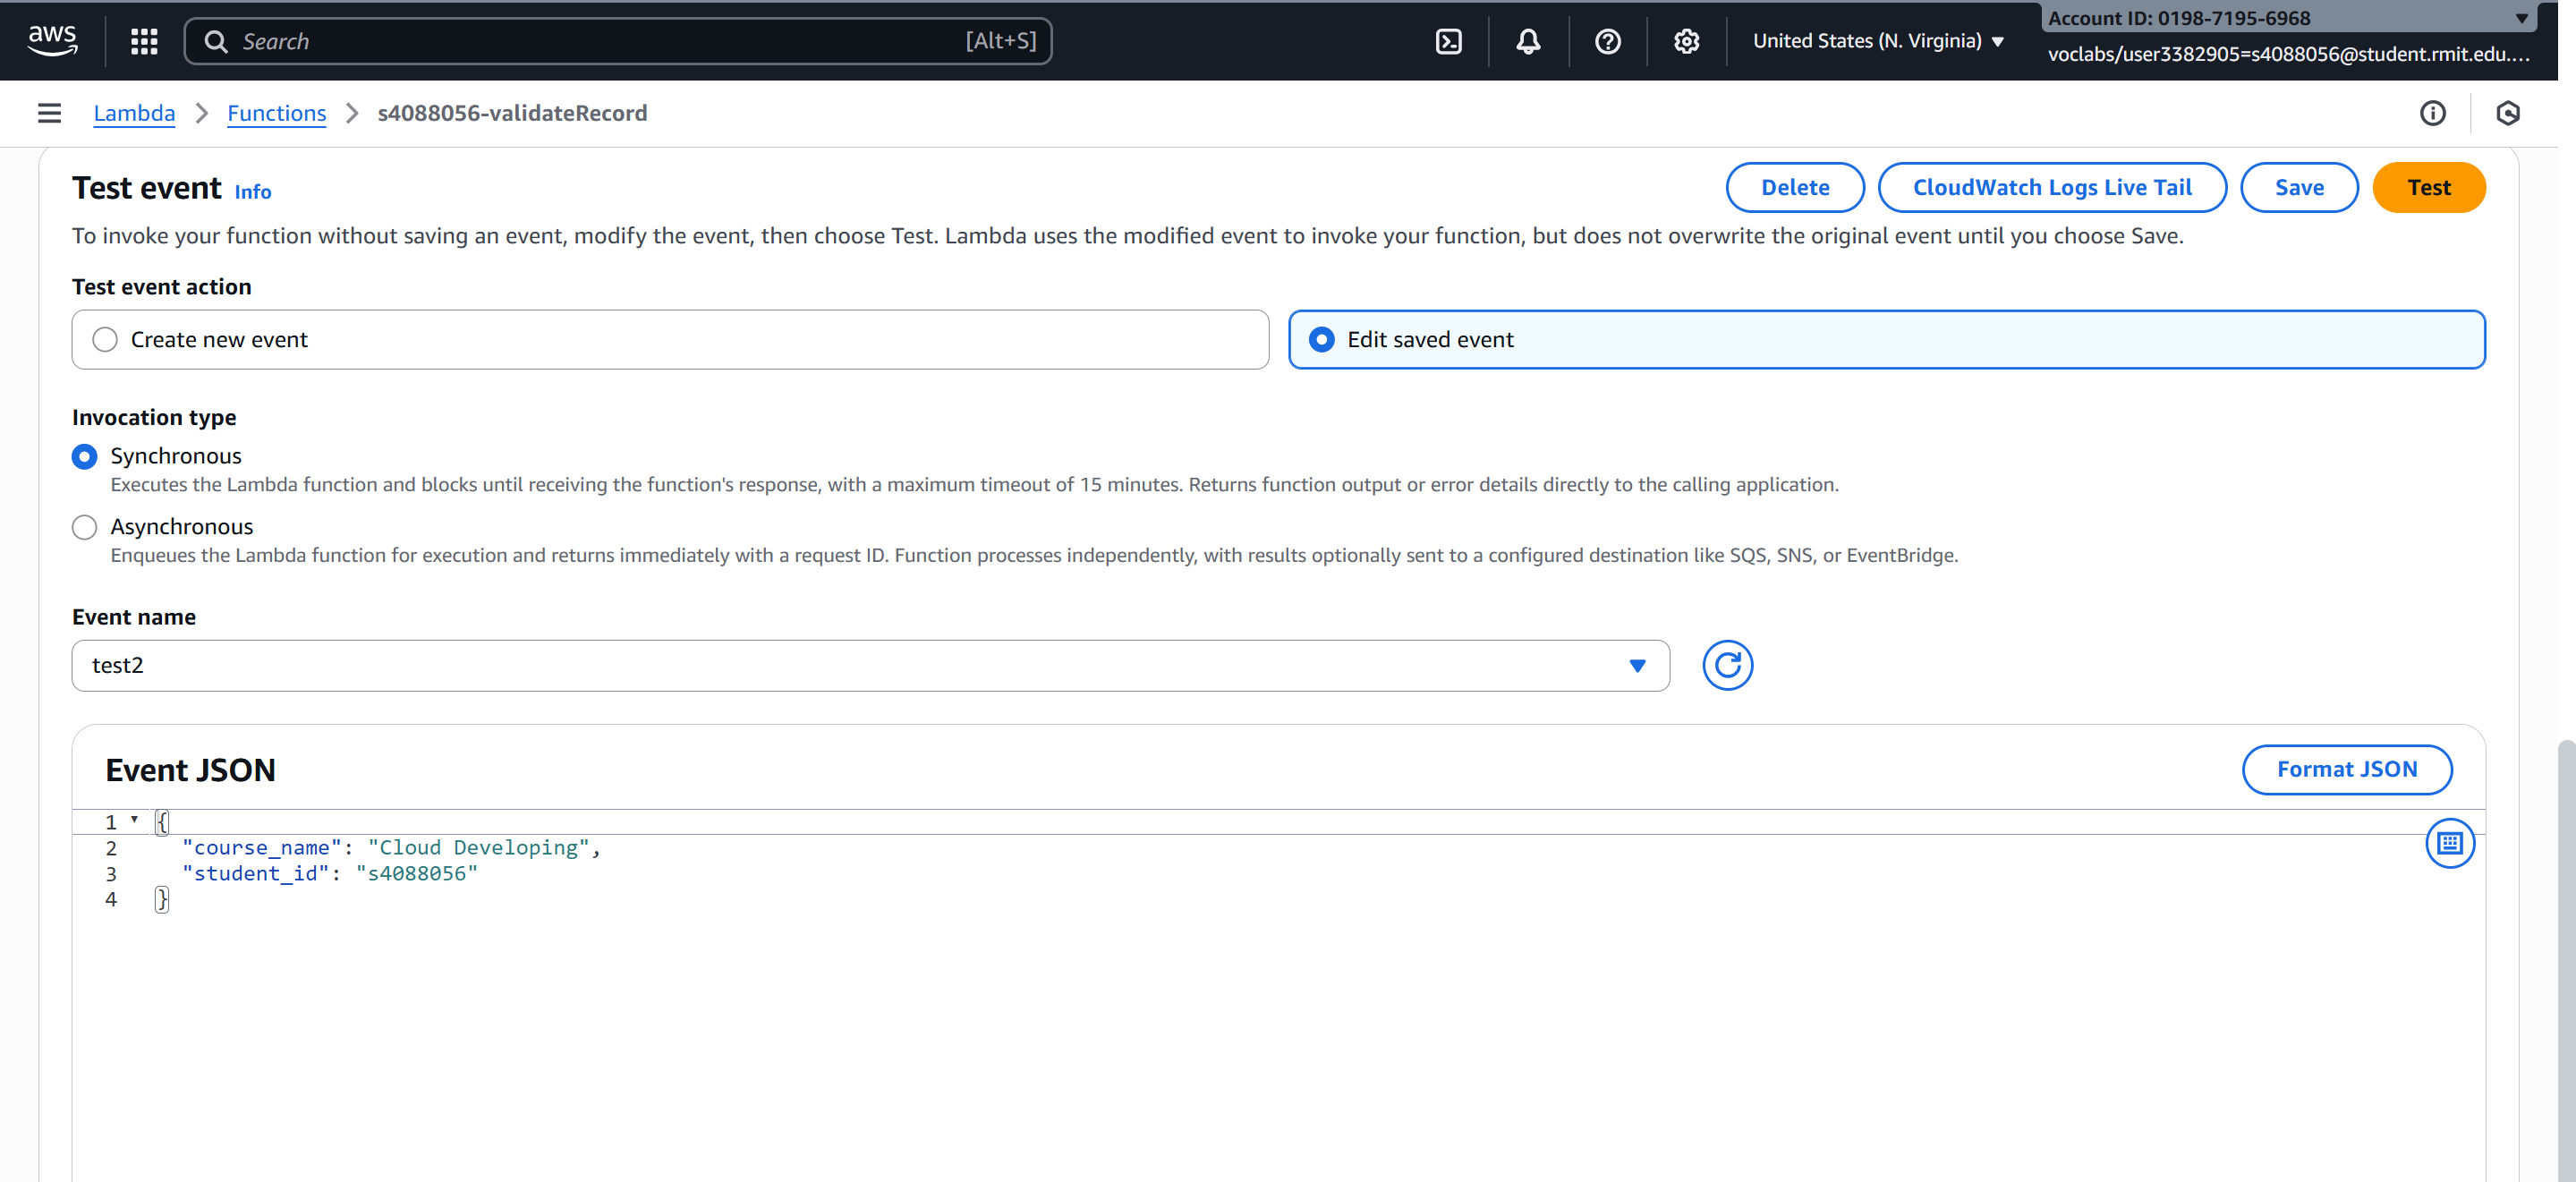 aws
Search
[Alt+S]
United States (N. Virginia)
Account ID: 0198-7195-6968
voclabs/user3382905=s4088056@student.rmit.edu....
Lambda
Functions
s4088056-validateRecord
Test event Info
Delete
CloudWatch Logs Live Tail
Save
Test
To invoke your function without saving an event, modify the event, then choose Test. Lambda uses the modified event to invoke your function, but does not overwrite the original event until you choose Save.
Test event action
Create new event
Edit saved event
Invocation type
Synchronous
Executes the Lambda function and blocks until receiving the function's response, with a maximum timeout of 15 minutes. Returns function output or error details directly to the calling application.
Asynchronous
Enqueues the Lambda function for execution and returns immediately with a request ID. Function processes independently, with results optionally sent to a configured destination like SQS, SNS, or EventBridge.
Event name
test2
Event JSON
Format JSON
1 {
2 "course_name": "Cloud Developing",
3 "student_id": "s4088056"
4 }